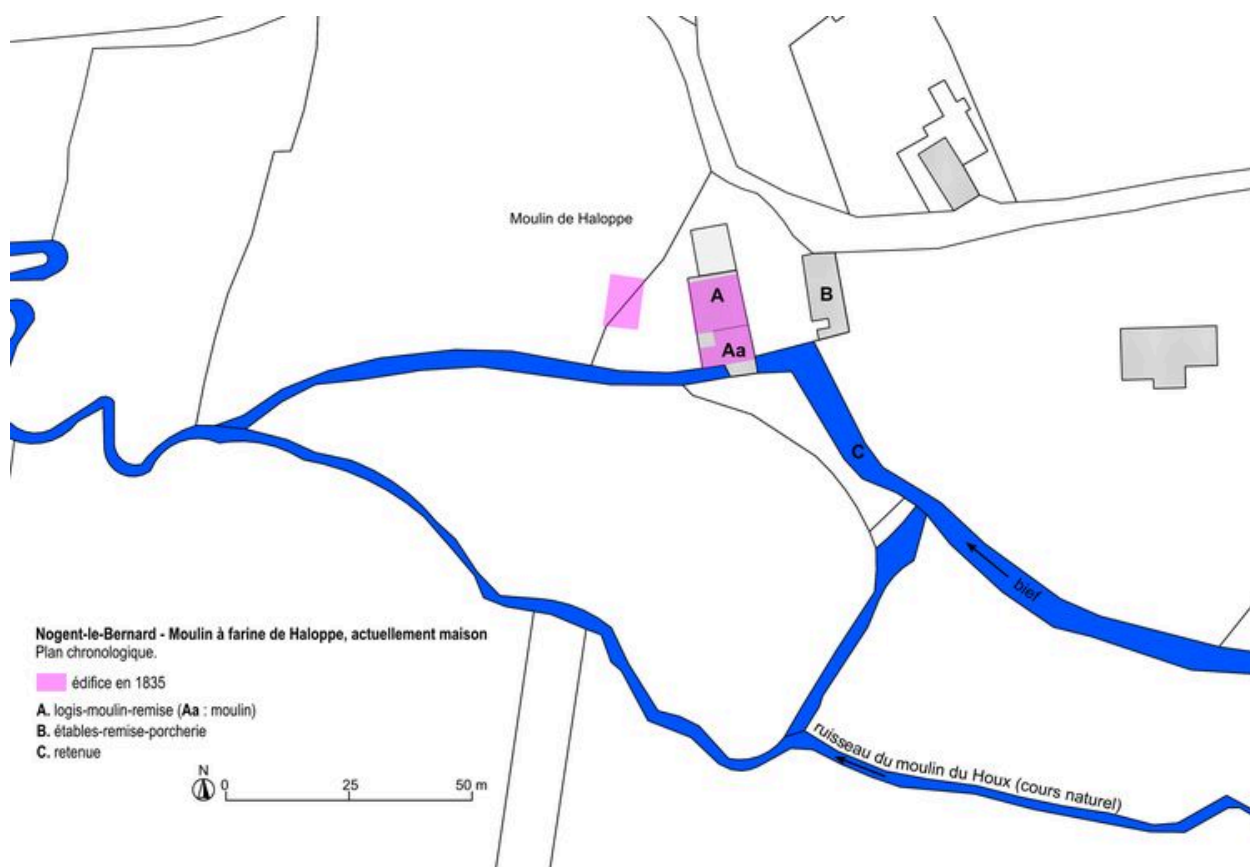 Moulin de Haloppe
A
B
Aa
C
bief
Nogent-le-Bernard - Moulin à farine de Haloppe, actuellement maison
Plan chronologique.
édifice en 1835
A. logis-moulin-remise (Aa : moulin)
B. étables-remise-porcherie
C. retenue
N
0 25 50 m
ruisseau du moulin du Houx (cours naturel)